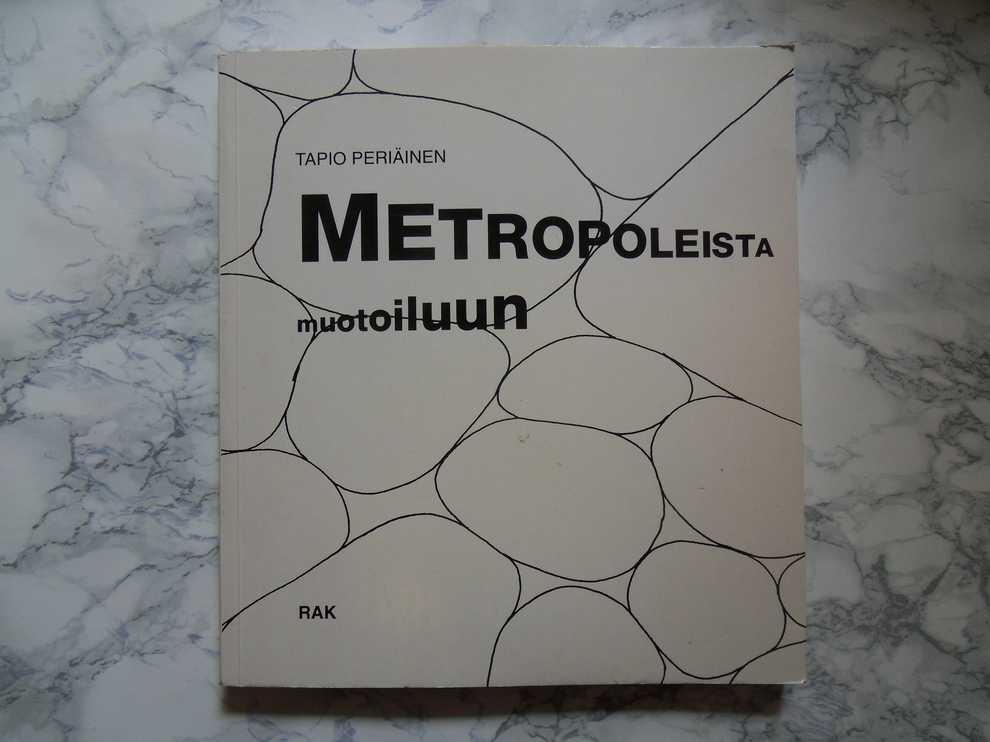 TAPIO PERIÄINEN
METROPOLEISTA
muotoiluun
RAK